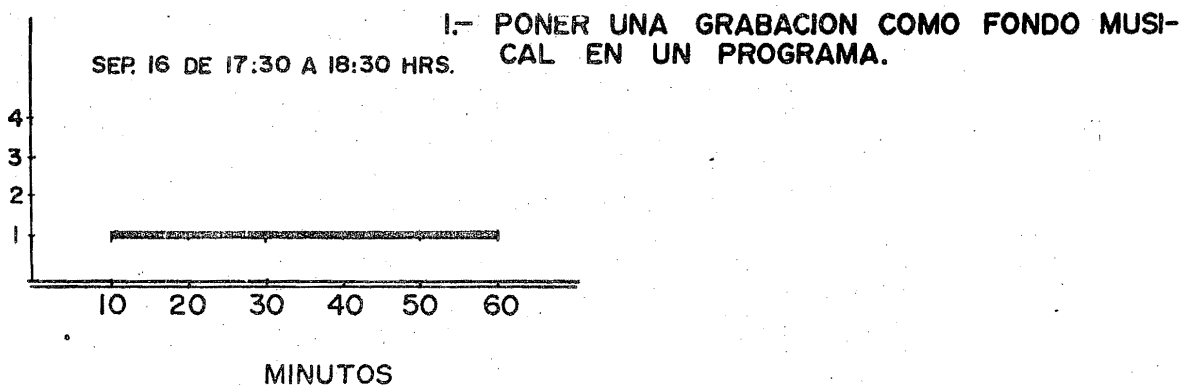 1.- PONER UNA GRABACION COMO FONDO MUSI-
CAL EN UN PROGRAMA.
SEP. 16 DE 17:30 A 18:30 HRS.
4
3
2
1
10 20 30 40 50 60
MINUTOS